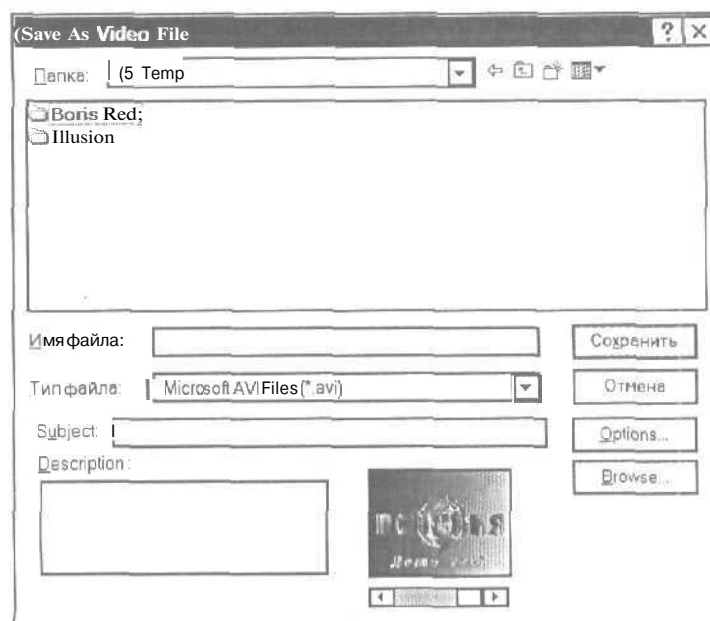 (Save As Video File
Папка: (5 Temp
Boris Red;
Illusion
Имя файла:
Сохранить
Тип файла: Microsoft AVI Files (*.avi)
Отмена
Subject:
Options...
Description:
Browse...